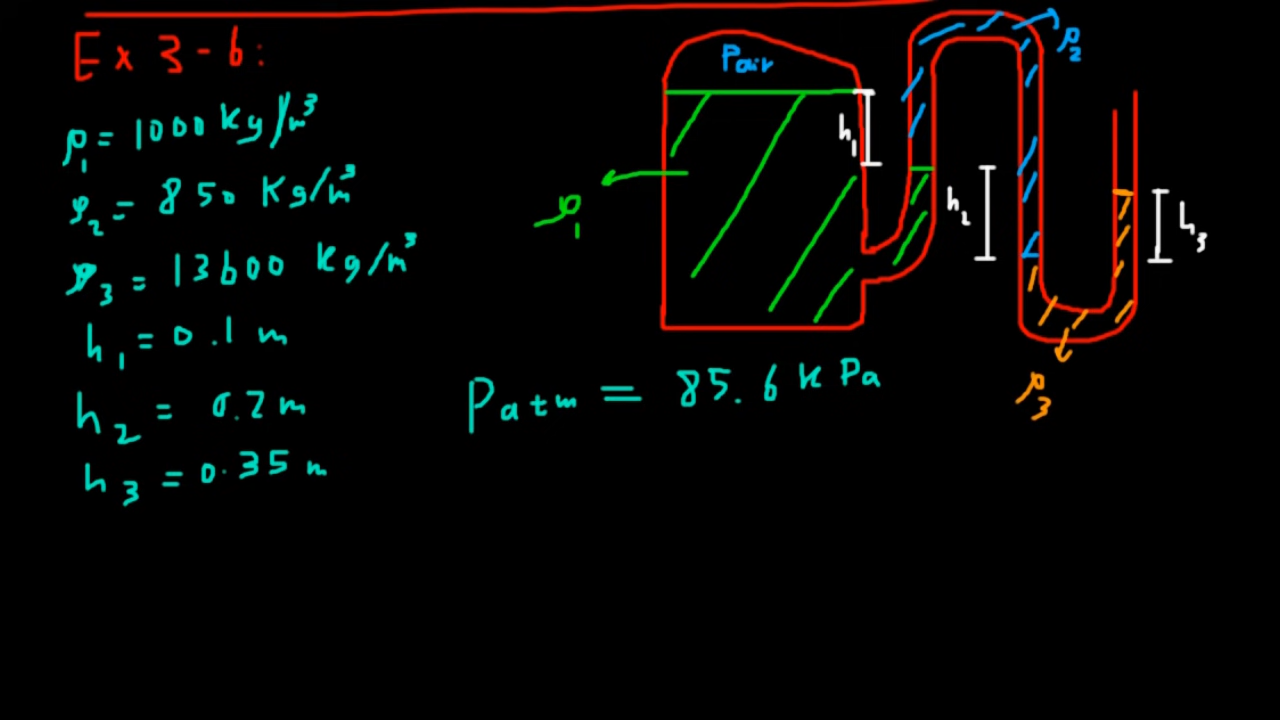 Ex 3-6:
ρ₁ = 1000 Kg/m³
ρ₂ = 850 Kg/m³
ρ₃ = 13600 kg/m³
h₁ = 0.1 m
h₂ = 0.2 m
h₃ = 0.35 m
Patm = 85.6 kPa
Pair
ρ₂
h₁
ρ₁
h₂
h₃
ρ₃